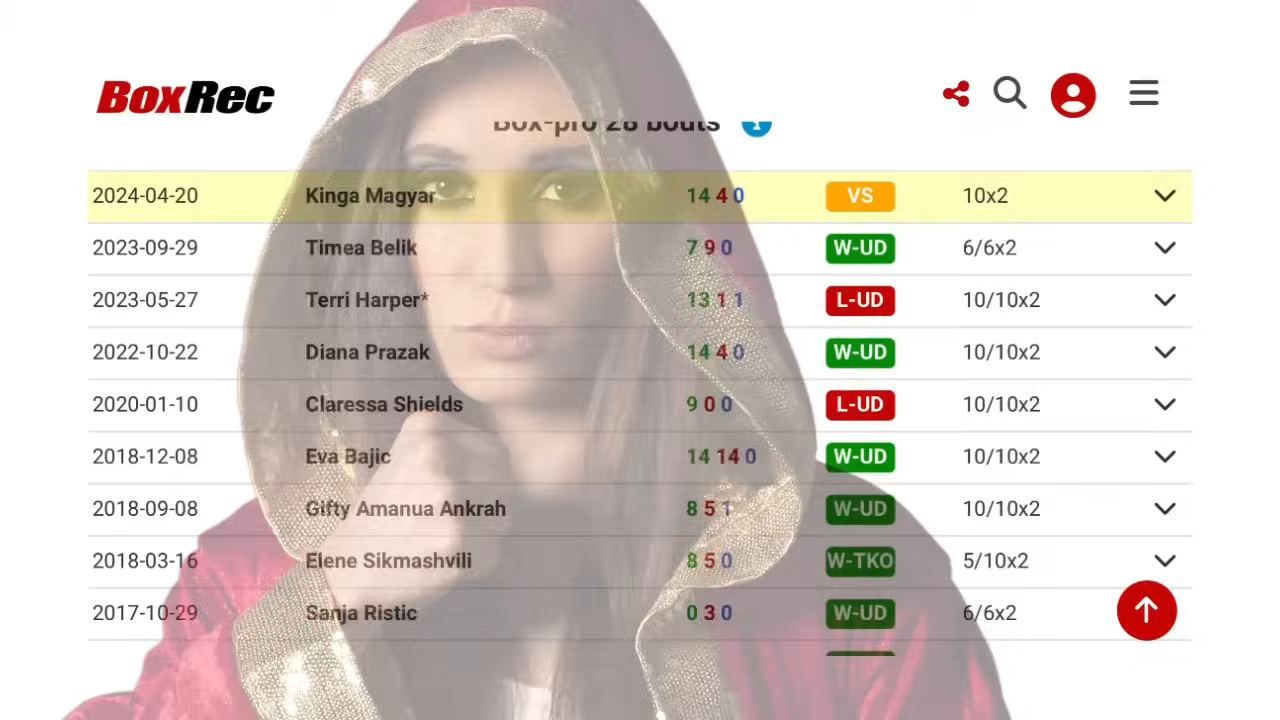 BoxRec
Box-pro 28 bouts
2024-04-20 Kinga Magyar 14 4 0 VS 10x2
2023-09-29 Timea Belik 7 9 0 W-UD 6/6x2
2023-05-27 Terri Harper* 13 1 1 L-UD 10/10x2
2022-10-22 Diana Prazak 14 4 0 W-UD 10/10x2
2020-01-10 Claressa Shields 9 0 0 L-UD 10/10x2
2018-12-08 Eva Bajic 14 14 0 W-UD 10/10x2
2018-09-08 Gifty Amanua Ankrah 8 5 1 W-UD 10/10x2
2018-03-16 Elene Sikmashvili 8 5 0 W-TKO 5/10x2
2017-10-29 Sanja Ristic 0 3 0 W-UD 6/6x2